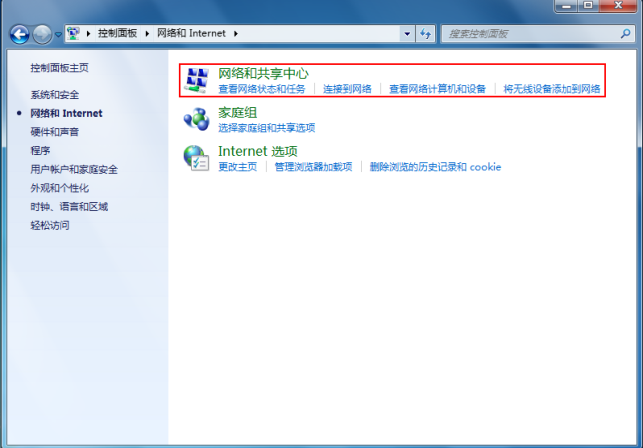 控制面板 网络和 Internet
搜索控制面板
控制面板主页
系统和安全
网络和 Internet
硬件和声音
程序
用户帐户和家庭安全
外观和个性化
时钟、语言和区域
轻松访问
网络和共享中心
查看网络状态和任务 连接到网络 查看网络计算机和设备 将无线设备添加到网络
家庭组
选择家庭组和共享选项
Internet 选项
更改主页 管理浏览器加载项 删除浏览的历史记录和 cookie